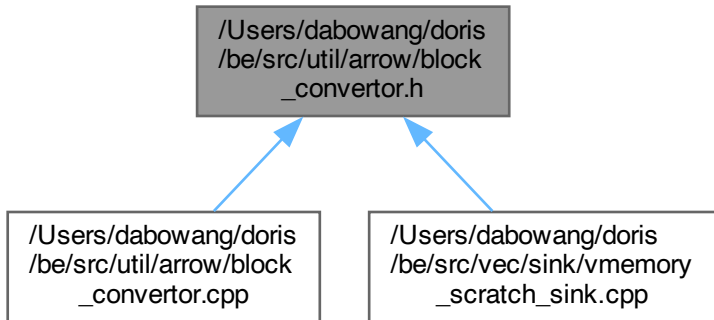 /Users/dabowang/doris
/be/src/util/arrow/block
_convertor.h
/Users/dabowang/doris
/be/src/util/arrow/block
_convertor.cpp
/Users/dabowang/doris
/be/src/vec/sink/vmemory
_scratch_sink.cpp